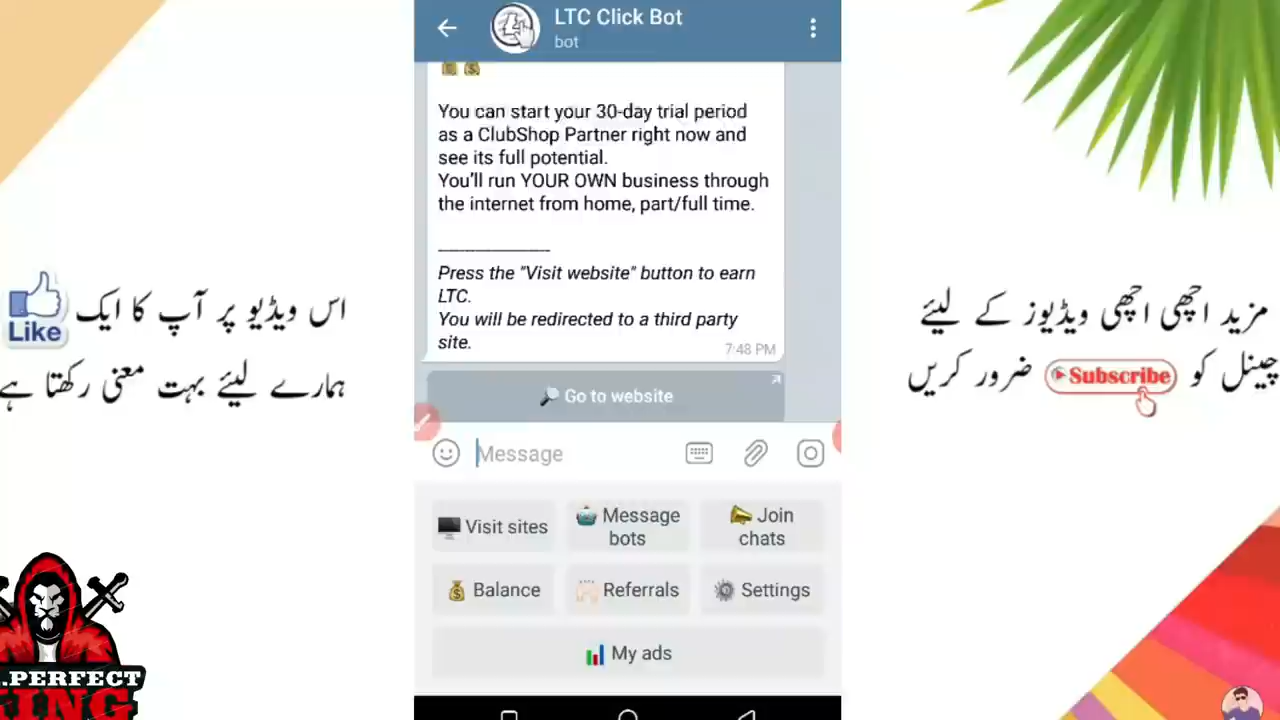 LTC Click Bot
bot
You can start your 30-day trial period
as a ClubShop Partner right now and
see its full potential.
You'll run YOUR OWN business through
the internet from home, part/full time.
Press the "Visit website" button to earn
LTC.
You will be redirected to a third party
site.
7:48 PM
Go to website
Message
Visit sites
Message
bots
Join
chats
Balance
Referrals
Settings
My ads
اس ویڈیو پر آپ کا ایک Like
ہمارے لیئے بہت معنی رکھتا ہے
مزید اچھی اچھی ویڈیوز کے لیئے
چینل کو Subscribe ضرور کریں
.PERFECT
KING